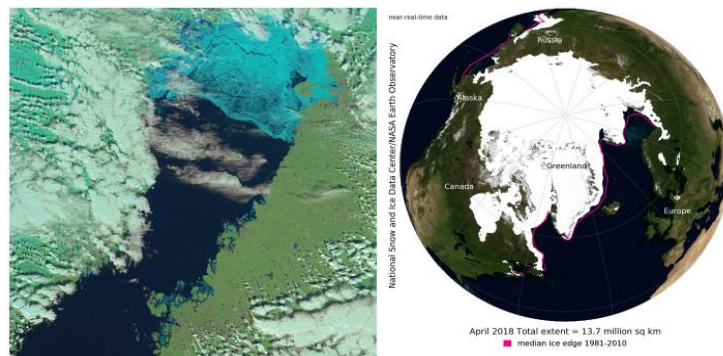 near-real-time data
National Snow and Ice Data Center/NASA Earth Observatory
Russia
Alaska
Greenland
Canada
Europe
April 2018 Total extent = 13.7 million sq km
median ice edge 1981-2010